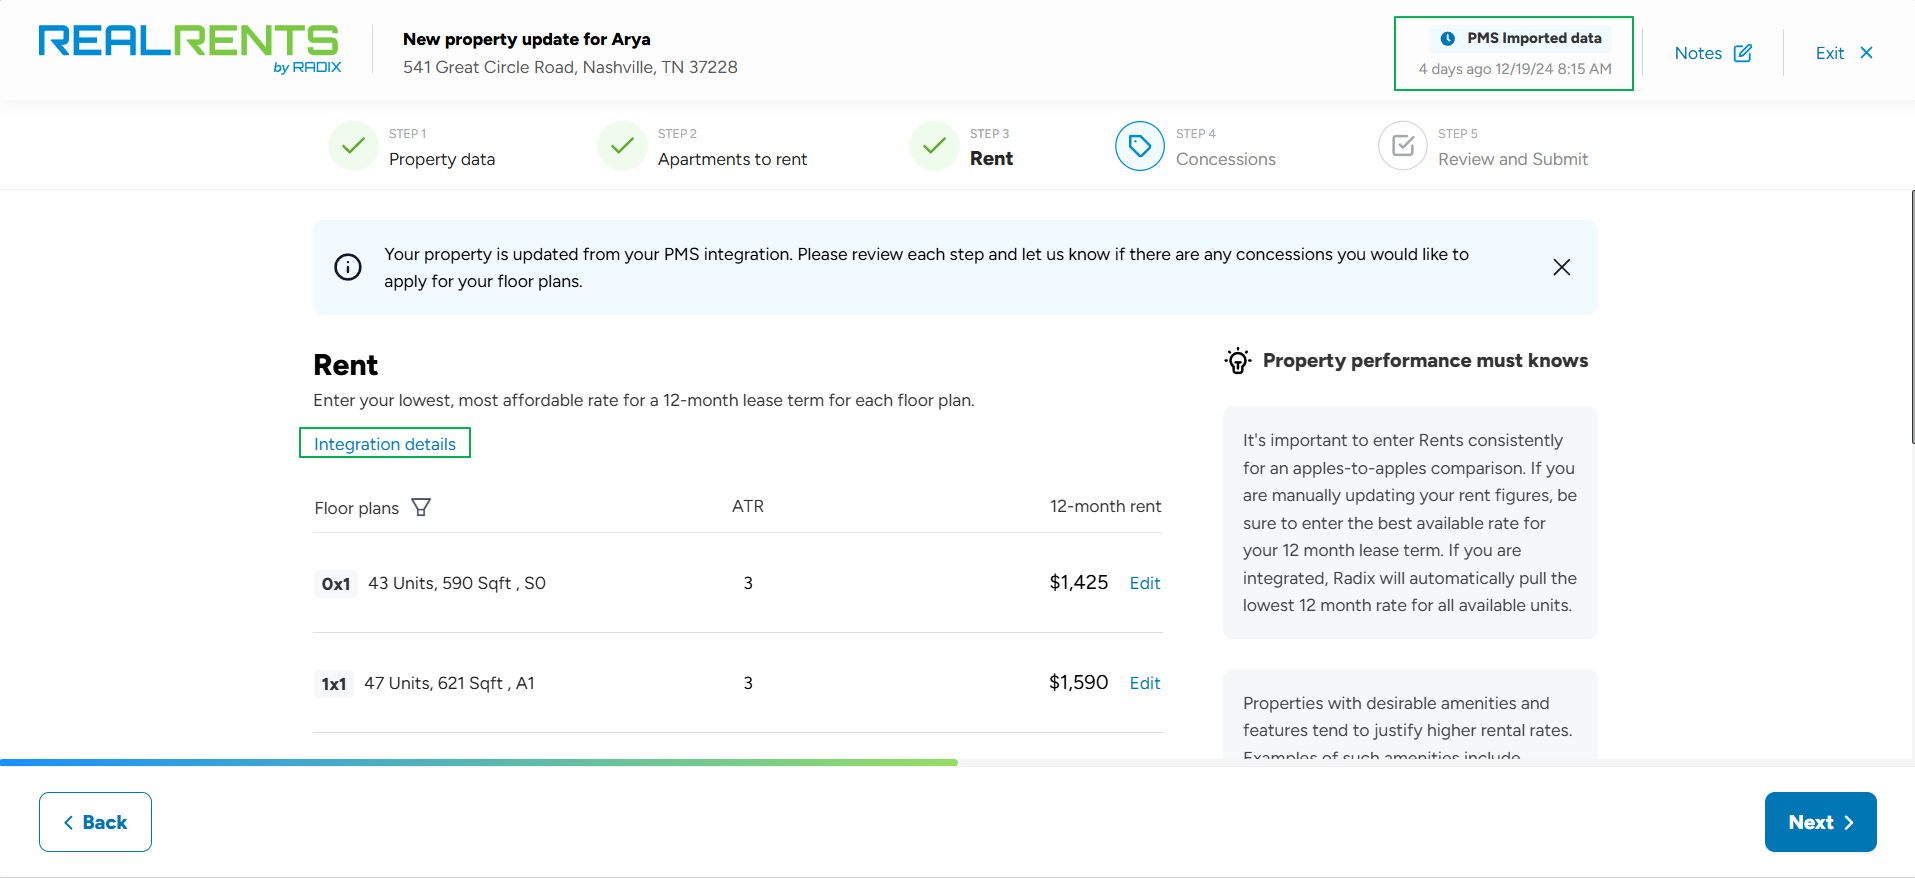 REALRENTS
by RADIX
New property update for Arya
541 Great Circle Road, Nashville, TN 37228
PMS Imported data
4 days ago 12/19/24 8:15 AM
Notes
Exit
STEP 1
Property data
STEP 2
Apartments to rent
STEP 3
Rent
STEP 4
Concessions
STEP 5
Review and Submit
Your property is updated from your PMS integration. Please review each step and let us know if there are any concessions you would like to
apply for your floor plans.
Rent
Enter your lowest, most affordable rate for a 12-month lease term for each floor plan.
Integration details
Floor plans
ATR
12-month rent
0x1 43 Units, 590 Sqft , S0 3 $1,425 Edit
1x1 47 Units, 621 Sqft , A1 3 $1,590 Edit
Property performance must knows
It's important to enter Rents consistently
for an apples-to-apples comparison. If you
are manually updating your rent figures, be
sure to enter the best available rate for
your 12 month lease term. If you are
integrated, Radix will automatically pull the
lowest 12 month rate for all available units.
Properties with desirable amenities and
features tend to justify higher rental rates.
Examples of such amenities include
Back
Next